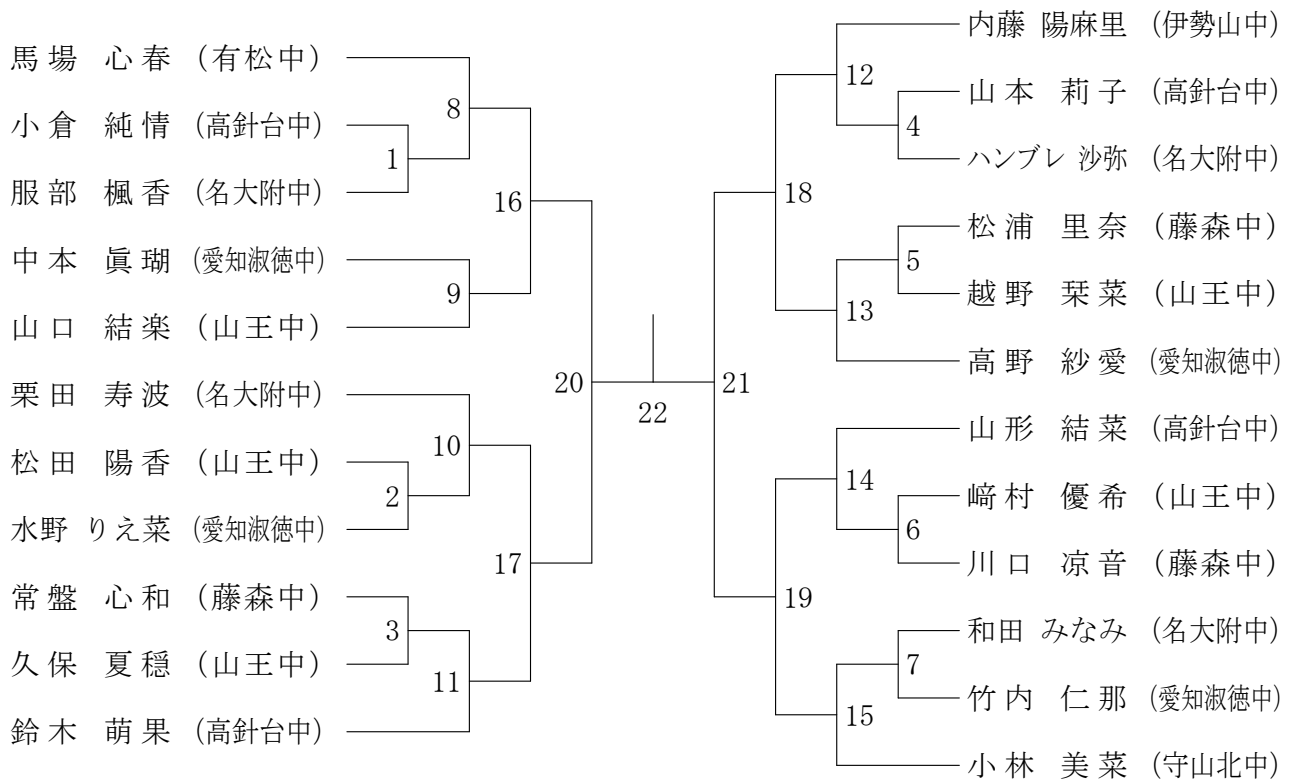 馬場 心春 (有松中)
小倉 純情 (高針台中)
服部 楓香 (名大附中)
中本 眞瑚 (愛知淑徳中)
山口 結楽 (山王中)
栗田 寿波 (名大附中)
松田 陽香 (山王中)
水野 りえ菜 (愛知淑徳中)
常盤 心和 (藤森中)
久保 夏穏 (山王中)
鈴木 萌果 (高針台中)
1
2
3
8
9
10
11
16
17
20
22
21
18
19
12
13
14
15
4
5
6
7
内藤 陽麻里 (伊勢山中)
山本 莉子 (高針台中)
ハンブレ 沙弥 (名大附中)
松浦 里奈 (藤森中)
越野 栞菜 (山王中)
高野 紗愛 (愛知淑徳中)
山形 結菜 (高針台中)
﨑村 優希 (山王中)
川口 凉音 (藤森中)
和田 みなみ (名大附中)
竹内 仁那 (愛知淑徳中)
小林 美菜 (守山北中)